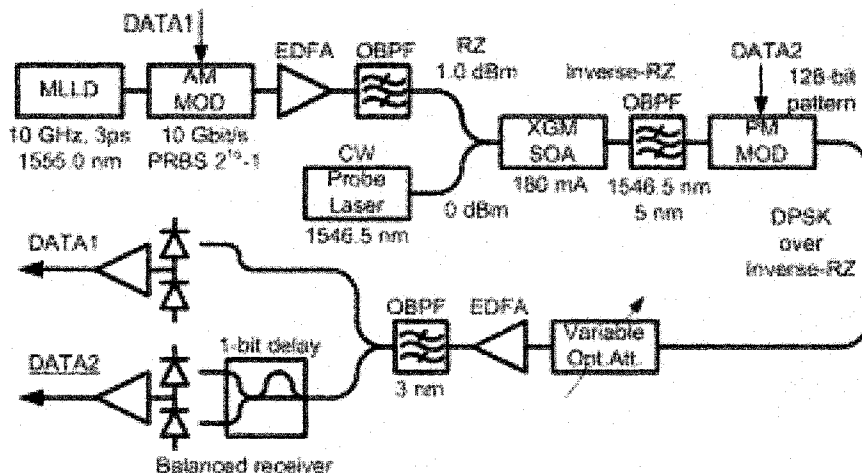 DATA1
EDFA
OBPF
RZ
1.0 dBm
Inverse-RZ
DATA2
128-bit
pattern
MLLD
AM
MOD
10 GHz, 3ps
1555.0 nm
10 Gbit/s
CW
Probe
Laser
1546.5 nm
0 dBm
XGM
SOA
180 mA
OBPF
1546.5 nm
5 nm
PM
MOD
DPSK
over
Inverse-RZ
DATA1
DATA2
1-bit delay
Balanced receiver
OBPF
3 nm
EDFA
Variable
Opt.Att.